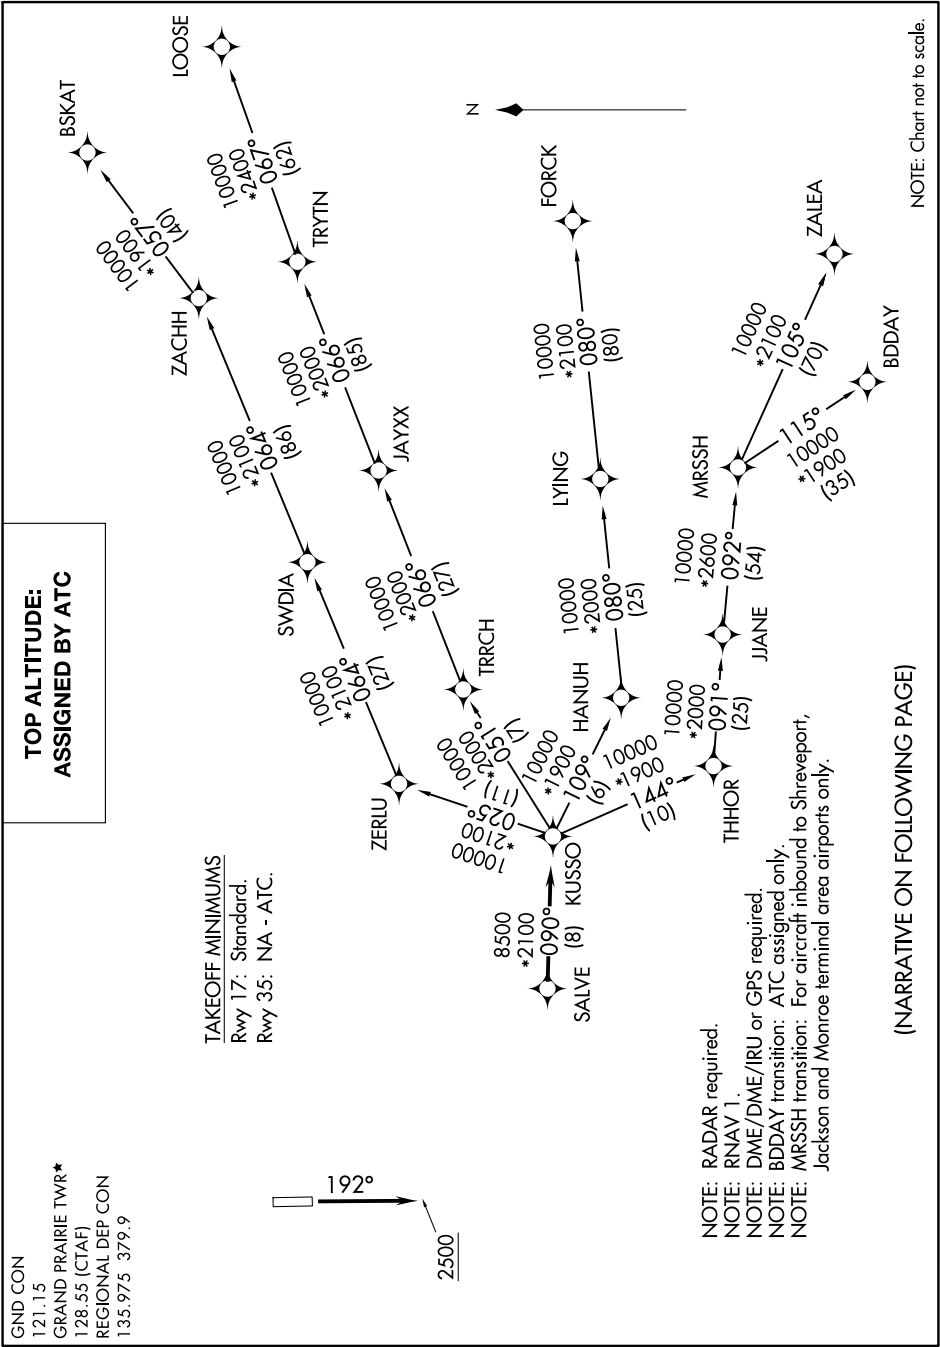 GND CON
121.15
GRAND PRAIRIE TWR★
128.55 (CTAF)
REGIONAL DEP CON
135.975 379.9
TOP ALTITUDE:
ASSIGNED BY ATC
TAKEOFF MINIMUMS
Rwy 17: Standard.
Rwy 35: NA - ATC.
192°
2500
SALVE
8500
*2100
090°
(8)
KUSSO
10000
*2100
025°
(11)
ZERLU
10000
*2100
064°
(27)
SWDIA
10000
*2100
064°
(86)
ZACHH
10000
*1900
057°
(40)
BSKAT
10000
*2000
051°
(7)
TRRCH
10000
*2000
066°
(27)
JAYXX
10000
*2000
066°
(85)
TRYTN
10000
*2400
067°
(62)
LOOSE
N
10000
*1900
109°
(6)
HANUH
10000
*2000
080°
(25)
LYING
10000
*2100
080°
(80)
FORCK
10000
*1900
144°
(10)
THHOR
10000
*2000
091°
(25)
JJANE
10000
*2600
092°
(54)
MRSSH
10000
*2100
105°
(70)
ZALEA
115°
10000
*1900
(35)
BDDAY
NOTE: RADAR required.
NOTE: RNAV 1.
NOTE: DME/DME/IRU or GPS required.
NOTE: BDDAY transition: ATC assigned only.
NOTE: MRSSH transition: For aircraft inbound to Shreveport,
Jackson and Monroe terminal area airports only.
(NARRATIVE ON FOLLOWING PAGE)
NOTE: Chart not to scale.